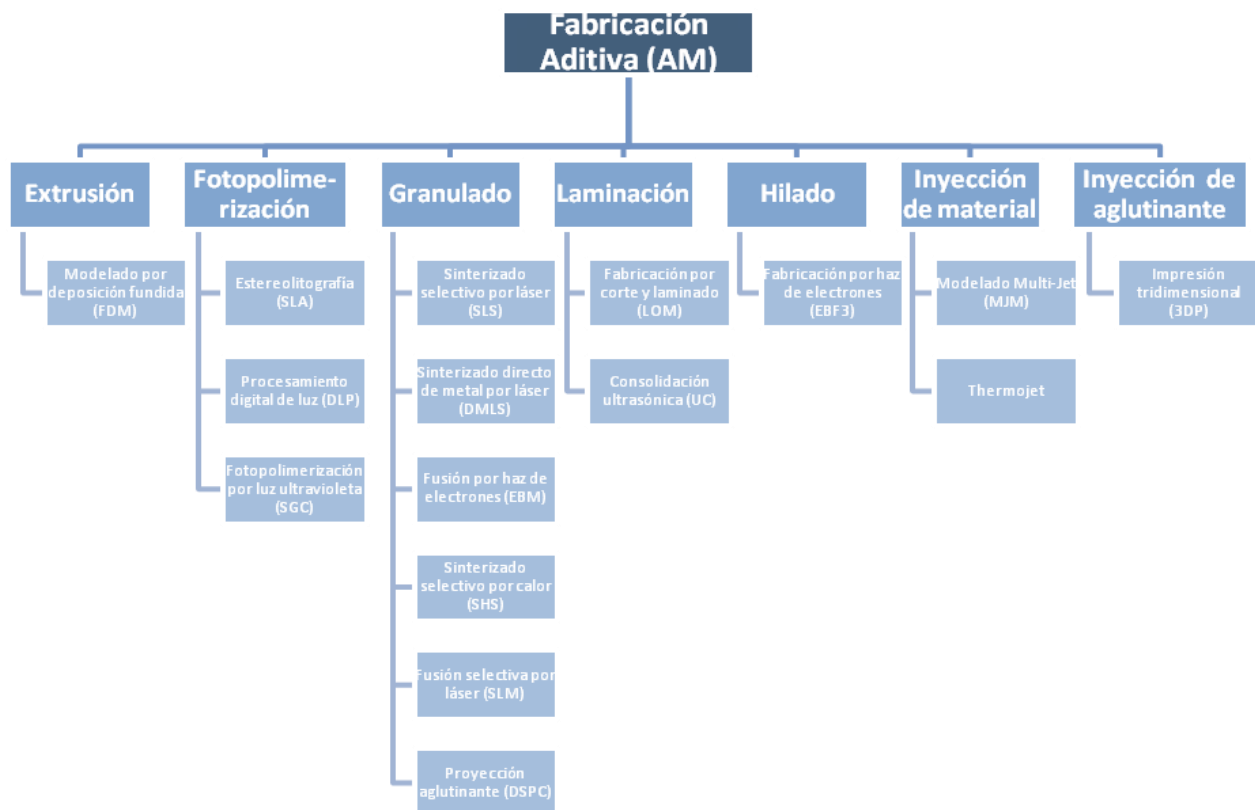 Fabricación
Aditiva (AM)
Extrusión
Modelado por
deposición fundida
(FDM)
Fotopolime-
rización
Estereolitografía
(SLA)
Procesamiento
digital de luz (DLP)
Fotopolimerización
por luz ultravioleta
(SGC)
Granulado
Sinterizado
selectivo por láser
(SLS)
Sinterizado directo
de metal por láser
(DMLS)
Fusión por haz de
electrones (EBM)
Sinterizado
selectivo por calor
(SHS)
Fusión selectiva por
láser (SLM)
Proyección
aglutinante (DSPC)
Laminación
Fabricación por
corte y laminado
(LOM)
Consolidación
ultrasónica (UC)
Hilado
Fabricación por haz
de electrones
(EBF3)
Inyección
de material
Modelado Multi-Jet
(MJM)
Thermojet
Inyección de
aglutinante
Impresión
tridimensional
(3DP)